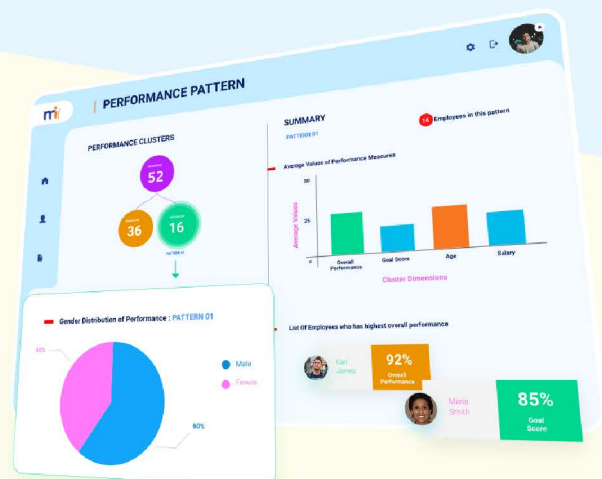 mi
PERFORMANCE PATTERN
PERFORMANCE CLUSTERS
52
36
16
SUMMARY
PATTERN 01
Employees in this pattern
Average Values of Performance Measures
50
25
0
Average Values
Overall
Performance
Goal Score
Age
Salary
Cluster Dimensions
List Of Employees who has highest overall performance
James
92%
Overall
Performance
Maria
Smith
85%
Goal
Score
Gender Distribution of Performance : PATTERN 01
Male
Female
60%